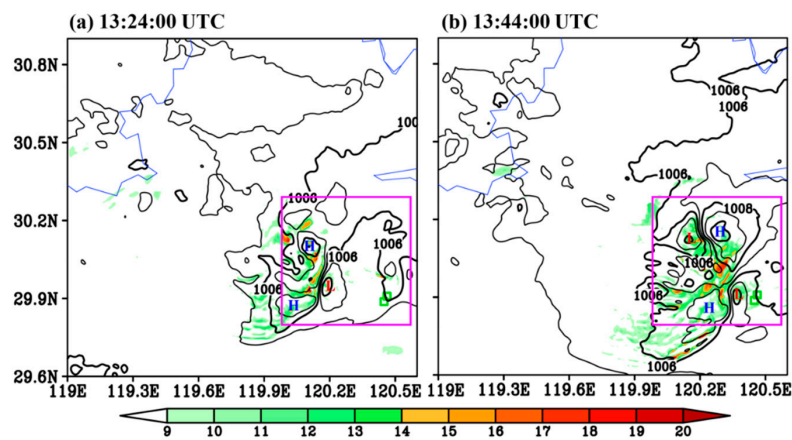 (a) 13:24:00 UTC
(b) 13:44:00 UTC
30.8N
30.5N
30.2N
29.9N
29.6N
1006
1006
1006
1006
1006
1006
1006
1008
1006
1006
1006
H
H
L
L
H
H
L
119E 119.3E 119.6E 119.9E 120.2E 120.5E
119E 119.3E 119.6E 119.9E 120.2E 120.5E
9 10 11 12 13 14 15 16 17 18 19 20